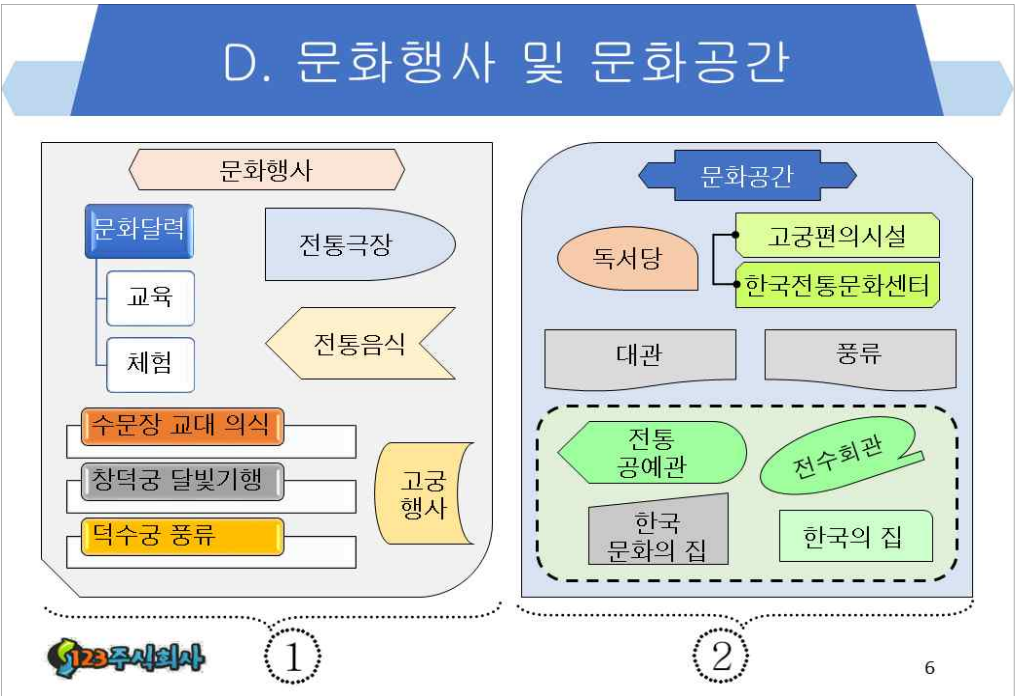 D. 문화행사 및 문화공간
문화행사
문화달력
교육
체험
전통극장
전통음식
수문장 교대 의식
창덕궁 달빛기행
덕수궁 풍류
고궁
행사
문화공간
독서당
고궁편의시설
한국전통문화센터
대관
풍류
전통
공예관
전수회관
한국
문화의 집
한국의 집
1
2
123주식회사
6